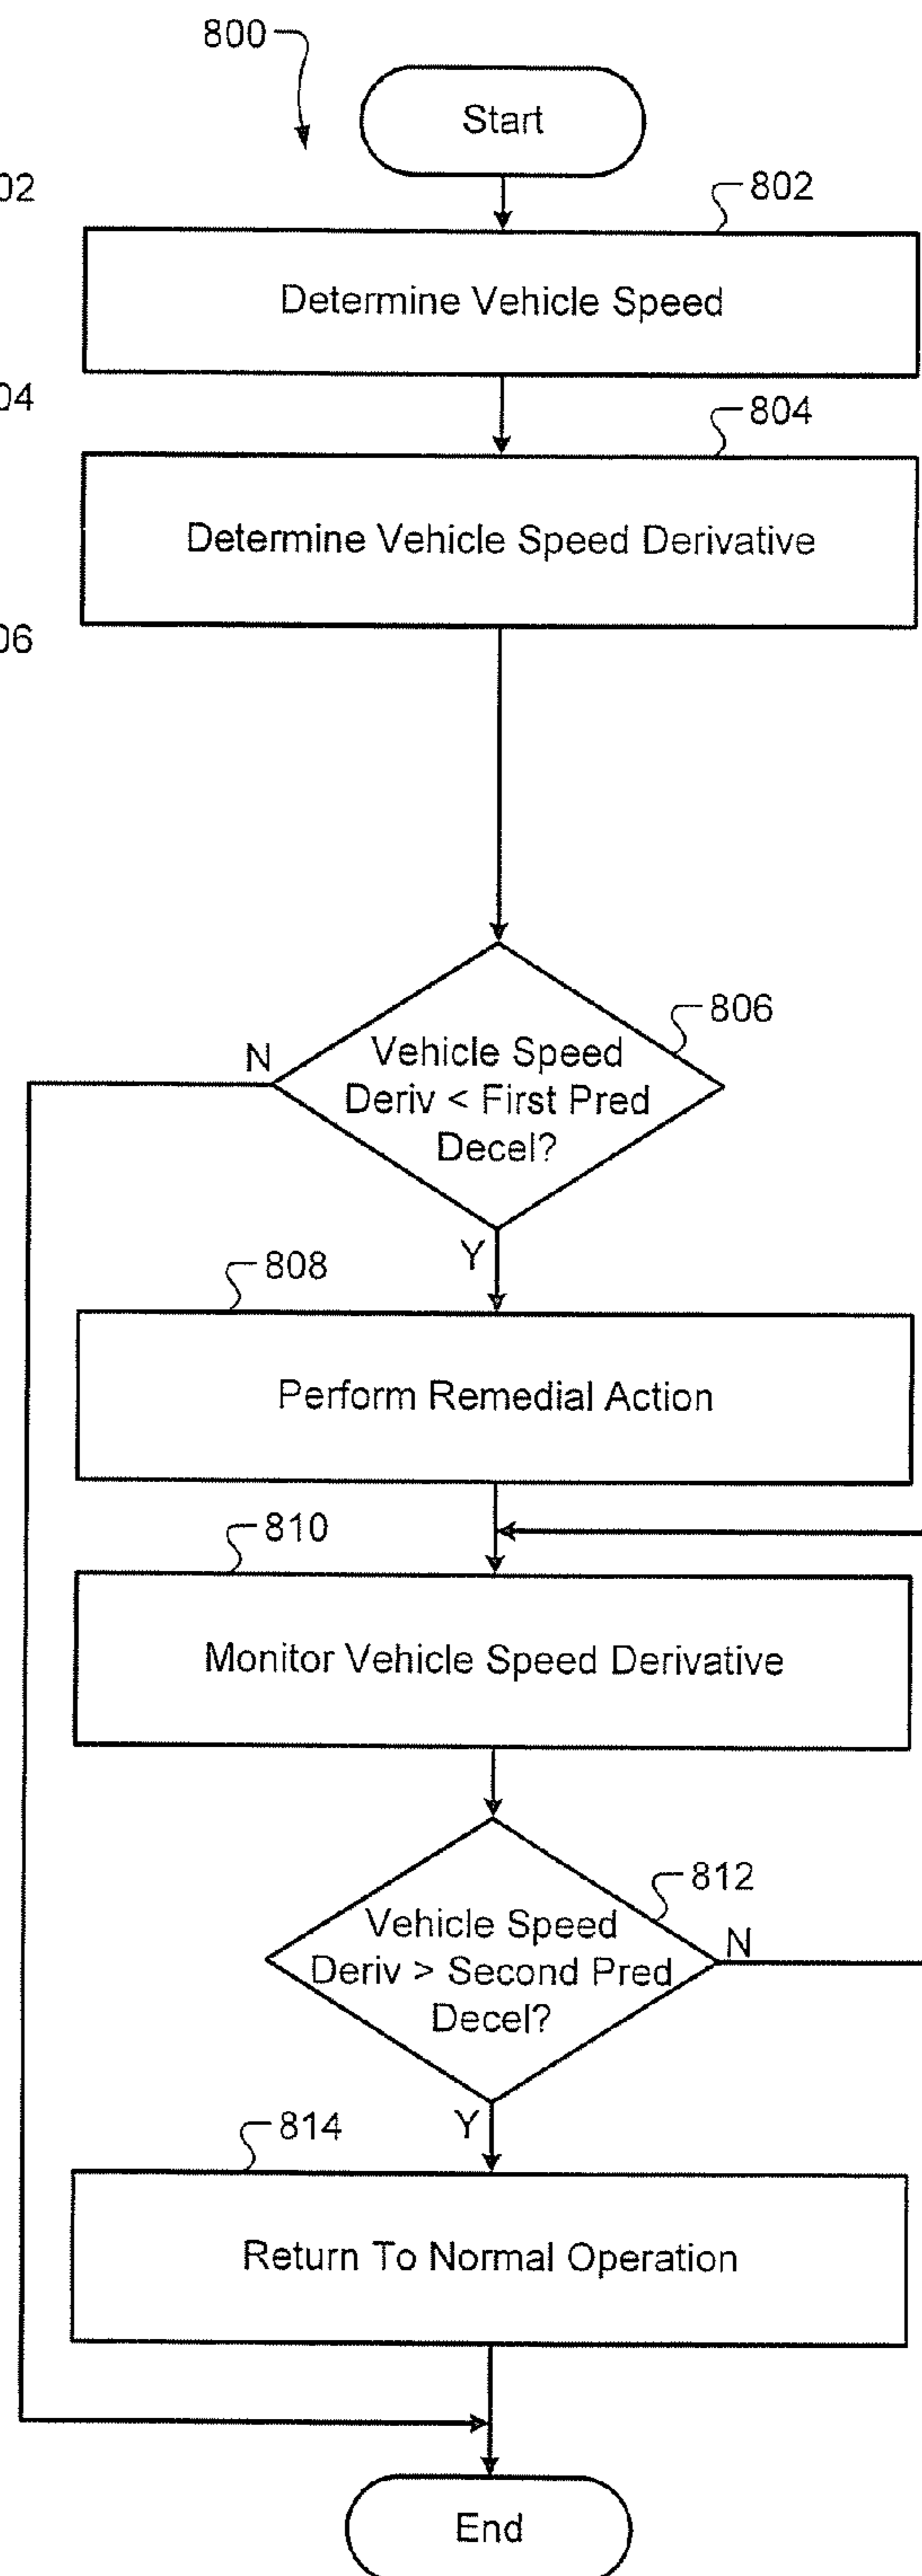 800
Start
02
802
Determine Vehicle Speed
04
804
Determine Vehicle Speed Derivative
06
806
N
Vehicle Speed
Deriv < First Pred
Decel?
Y
808
Perform Remedial Action
810
Monitor Vehicle Speed Derivative
812
Vehicle Speed
N
Deriv > Second Pred
Decel?
Y
814
Return To Normal Operation
End